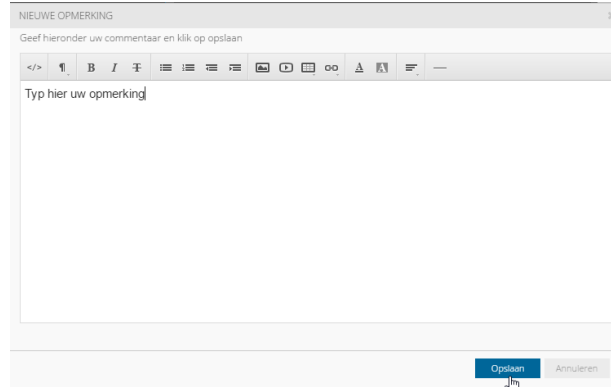 NIEUWE OPMERKING
Geef hieronder uw commentaar en klik op opslaan
</> ¶ B I T A A
Typ hier uw opmerking
Opslaan Annuleren